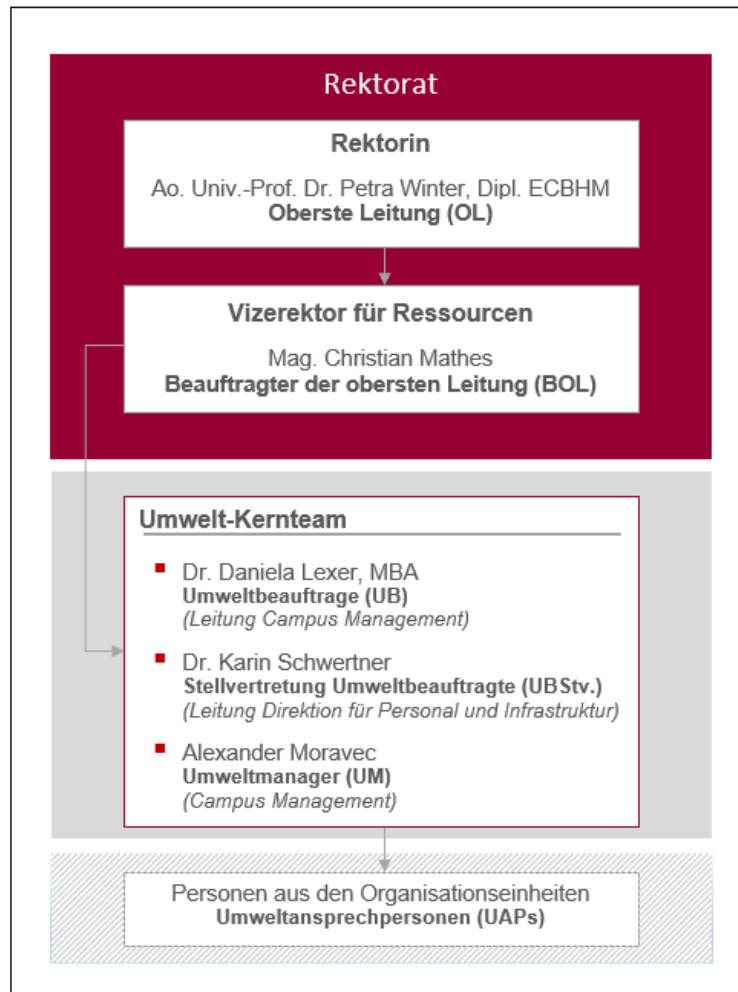 Rektorat
Rektorin
Ao. Univ.-Prof. Dr. Petra Winter, Dipl. ECBHM
Oberste Leitung (OL)
Vizerektor für Ressourcen
Mag. Christian Mathes
Beauftragter der obersten Leitung (BOL)
Umwelt-Kernteam
Dr. Daniela Lexer, MBA
Umweltbeauftrage (UB)
(Leitung Campus Management)
Dr. Karin Schwertner
Stellvertretung Umweltbeauftragte (UBStv.)
(Leitung Direktion für Personal und Infrastruktur)
Alexander Moravec
Umweltmanager (UM)
(Campus Management)
Personen aus den Organisationseinheiten
Umweltansprechpersonen (UAPs)